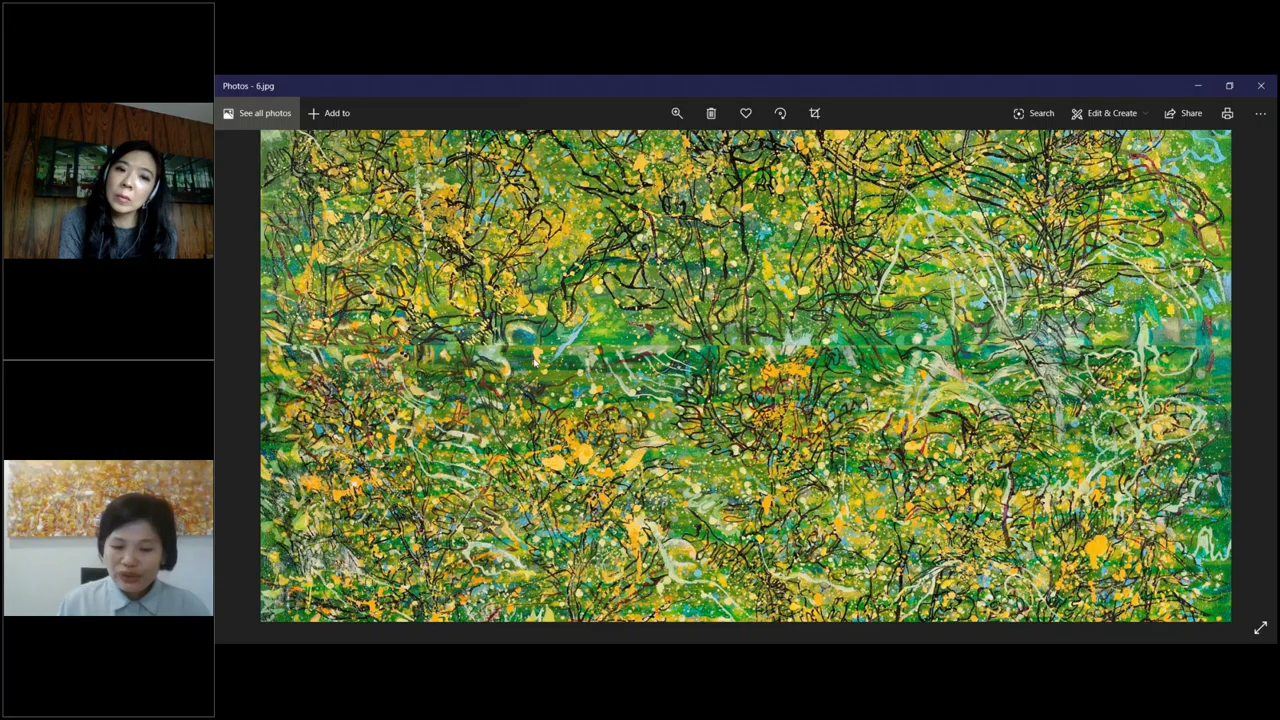 Photos - 6.jpg
See all photos
Add to
Search
Edit & Create
Share